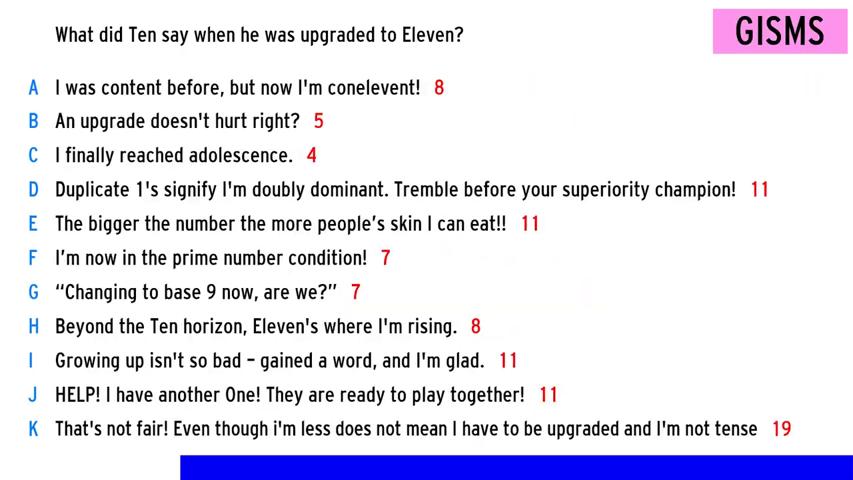 What did Ten say when he was upgraded to Eleven?
GISMS
A I was content before, but now I'm conelevent! 8
B An upgrade doesn't hurt right? 5
C I finally reached adolescence. 4
D Duplicate 1's signify I'm doubly dominant. Tremble before your superiority champion! 11
E The bigger the number the more people’s skin I can eat!! 11
F I’m now in the prime number condition! 7
G “Changing to base 9 now, are we?” 7
H Beyond the Ten horizon, Eleven's where I'm rising. 8
I Growing up isn't so bad – gained a word, and I'm glad. 11
J HELP! I have another One! They are ready to play together! 11
K That's not fair! Even though i'm less does not mean I have to be upgraded and I'm not tense 19